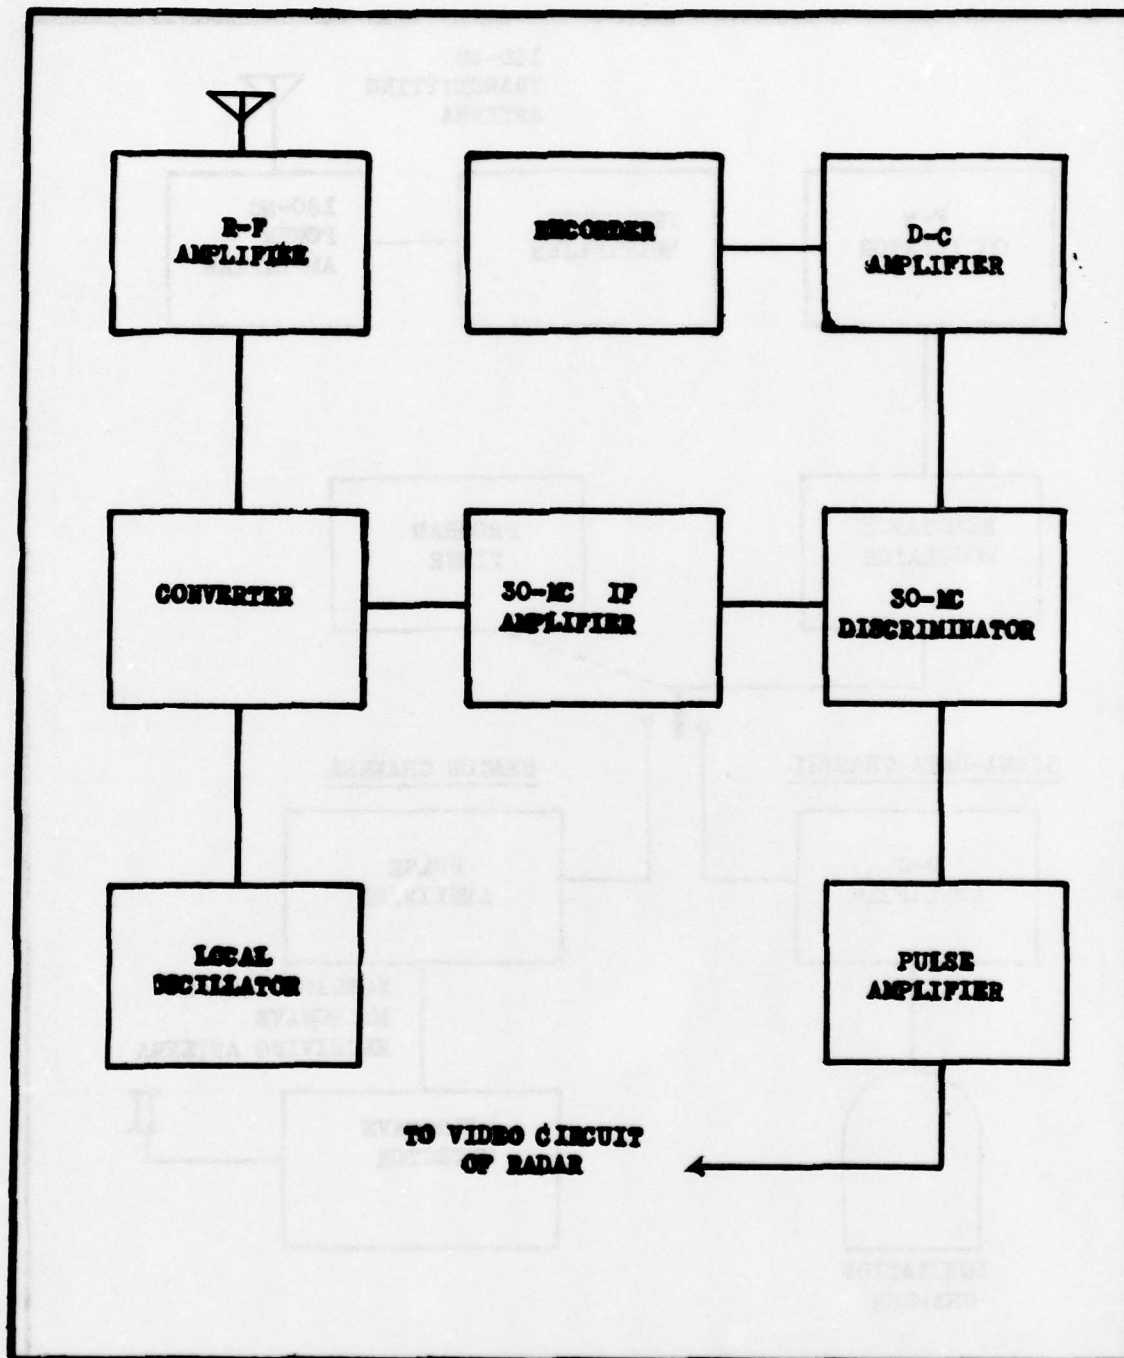 R-F
AMPLIFIER
RECORDER
D-C
AMPLIFIER
CONVERTER
30-MC IF
AMPLIFIER
30-MC
DISCRIMINATOR
LOCAL
OSCILLATOR
PULSE
AMPLIFIER
TO VIDEO CIRCUIT
OF RADAR